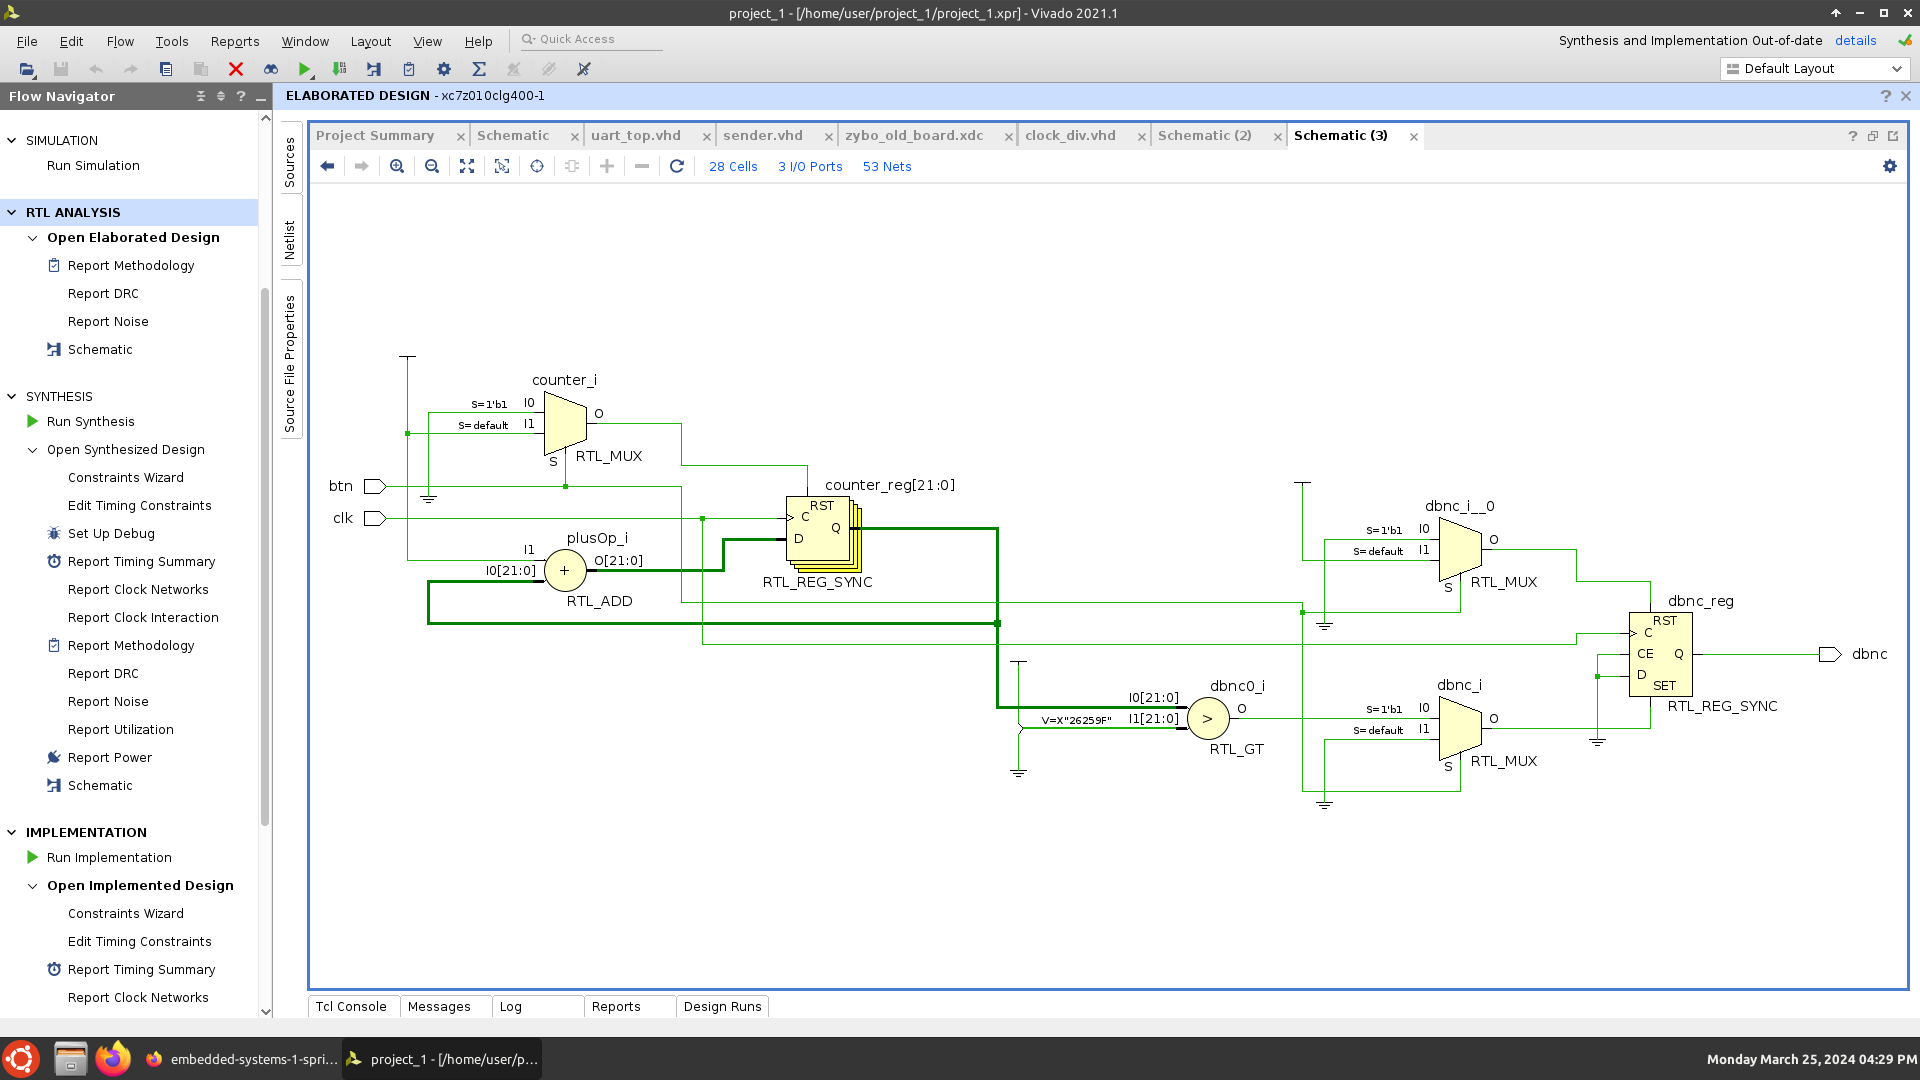 project_1 - [/home/user/project_1/project_1.xpr] - Vivado 2021.1
File Edit Flow Tools Reports Window Layout View Help Quick Access
Synthesis and Implementation Out-of-date details
Default Layout
Flow Navigator
SIMULATION
Run Simulation
RTL ANALYSIS
Open Elaborated Design
Report Methodology
Report DRC
Report Noise
Schematic
SYNTHESIS
Run Synthesis
Open Synthesized Design
Constraints Wizard
Edit Timing Constraints
Set Up Debug
Report Timing Summary
Report Clock Networks
Report Clock Interaction
Report Methodology
Report DRC
Report Noise
Report Utilization
Report Power
Schematic
IMPLEMENTATION
Run Implementation
Open Implemented Design
Constraints Wizard
Edit Timing Constraints
Report Timing Summary
Report Clock Networks
ELABORATED DESIGN - xc7z010clg400-1
Sources
Netlist
Source File Properties
Project Summary Schematic uart_top.vhd sender.vhd zybo_old_board.xdc clock_div.vhd Schematic (2) Schematic (3)
28 Cells 3 I/O Ports 53 Nets
counter_i
S=1'b1 I0
S=default I1
O
S
RTL_MUX
btn
clk
plusOp_i
I1
I0[21:0]
+
O[21:0]
RTL_ADD
counter_reg[21:0]
RST
C
Q
D
RTL_REG_SYNC
dbnc0_i
I0[21:0]
V=X"26259F" I1[21:0]
>
O
RTL_GT
dbnc_i__0
S=1'b1 I0
S=default I1
O
S
RTL_MUX
dbnc_i
S=1'b1 I0
S=default I1
O
S
RTL_MUX
dbnc_reg
RST
C
CE Q
D
SET
RTL_REG_SYNC
dbnc
Tcl Console Messages Log Reports Design Runs
embedded-systems-1-spri...
project_1 - [/home/user/p...
Monday March 25, 2024 04:29 PM